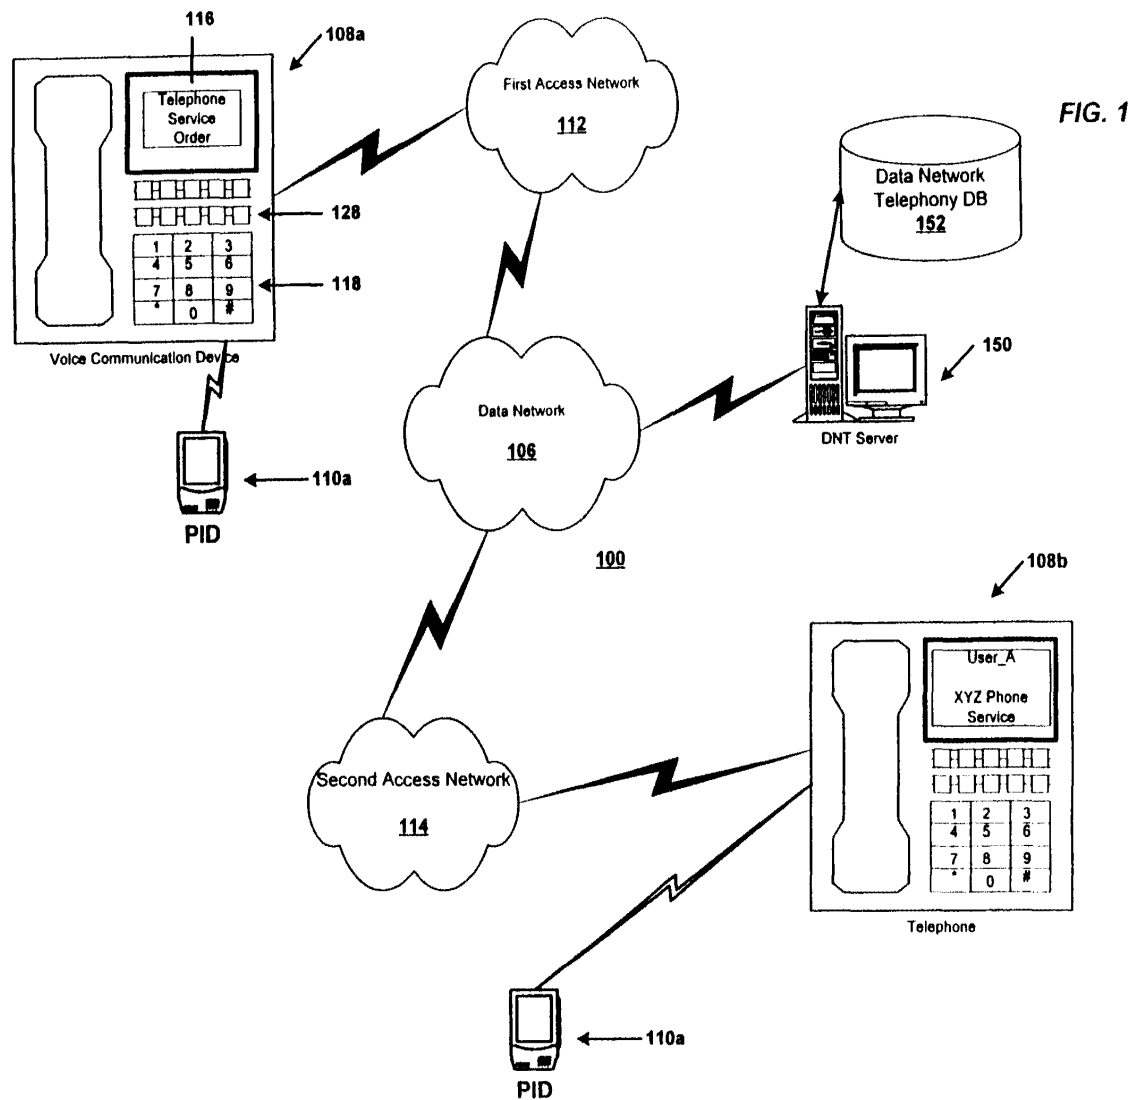 116
108a
FIG. 1
Telephone
Service
Order
First Access Network
112
Data Network
Telephony DB
152
128
1 2 3
4 5 6
7 8 9
* 0 #
118
Voice Communication Device
150
DNT Server
Data Network
106
110a
PID
100
108b
User_A
XYZ Phone
Service
Second Access Network
114
1 2 3
4 5 6
7 8 9
* 0 #
Telephone
110a
PID